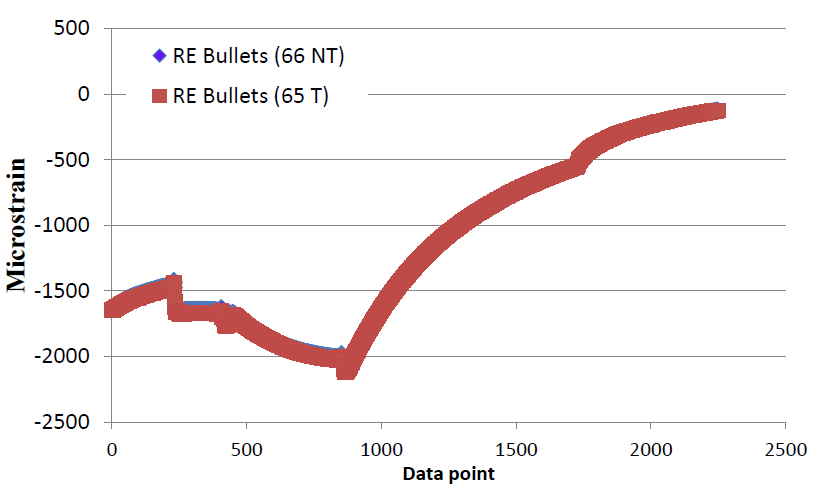 500
0
-500
-1000
-1500
-2000
-2500
Microstrain
RE Bullets (66 NT)
RE Bullets (65 T)
0 500 1000 1500 2000 2500
Data point